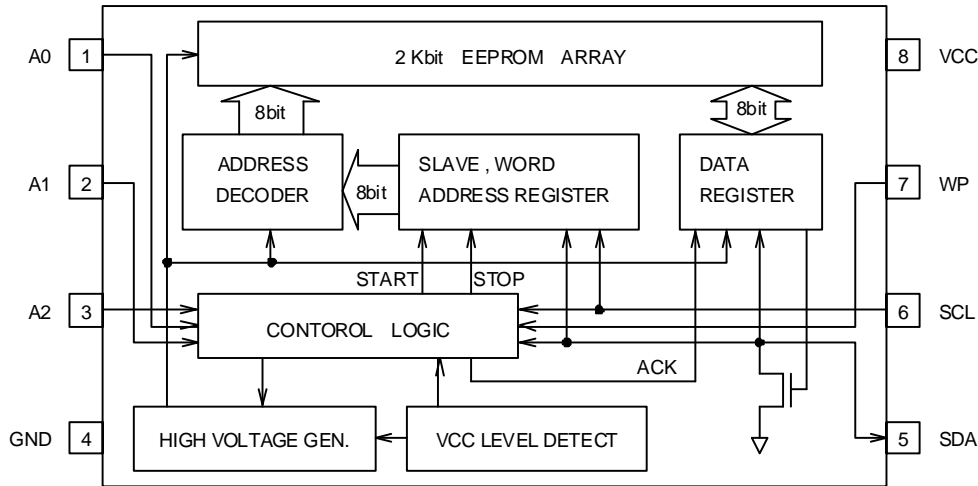 A0 1 2 Kbit EEPROM ARRAY 8 VCC
8bit 8bit
ADDRESS DECODER
SLAVE , WORD ADDRESS REGISTER
DATA REGISTER
A1 2 8bit 7 WP
START STOP
A2 3 CONTOROL LOGIC 6 SCL
ACK
GND 4 HIGH VOLTAGE GEN. VCC LEVEL DETECT 5 SDA